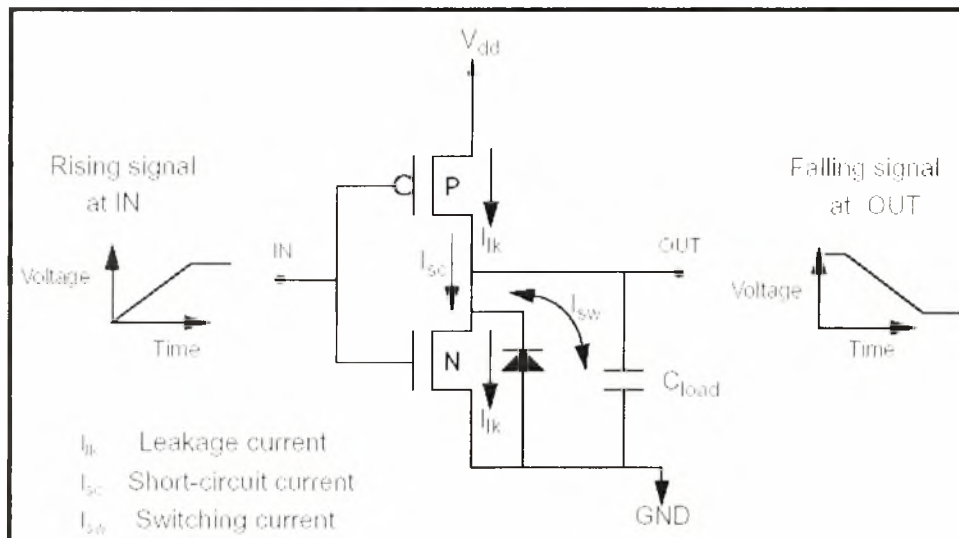 Vdd
Rising signal
at IN
Falling signal
at OUT
P
Ilk
IN
OUT
Isc
Voltage
Time
Isw
Voltage
Time
N
Ilk
Cload
Ilk Leakage current
Isc Short-circuit current
Isw Switching current
GND